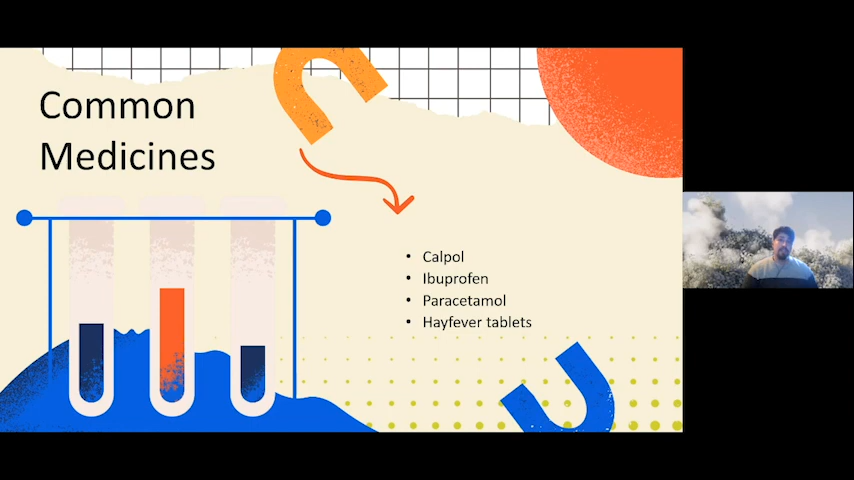 Common
Medicines
• Calpol
• Ibuprofen
• Paracetamol
• Hayfever tablets